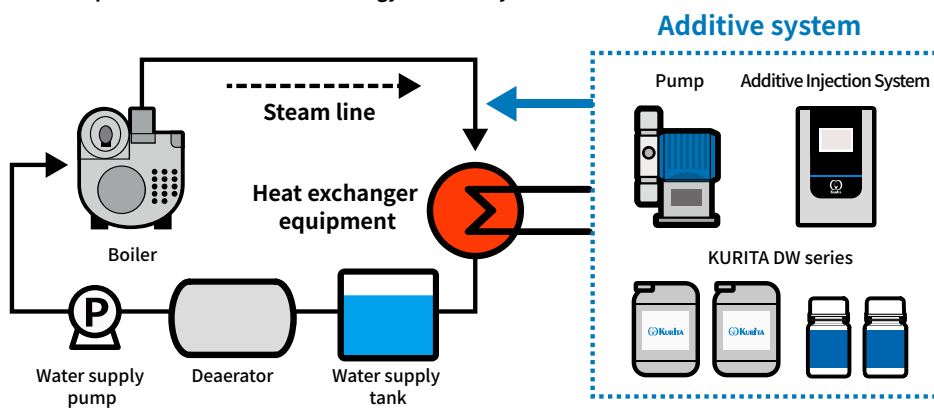 Additive system
Pump
Additive Injection System
Steam line
Heat exchanger
equipment
Boiler
KURITA DW series
P
KURITA
KURITA
Water supply
pump
Deaerator
Water supply
tank